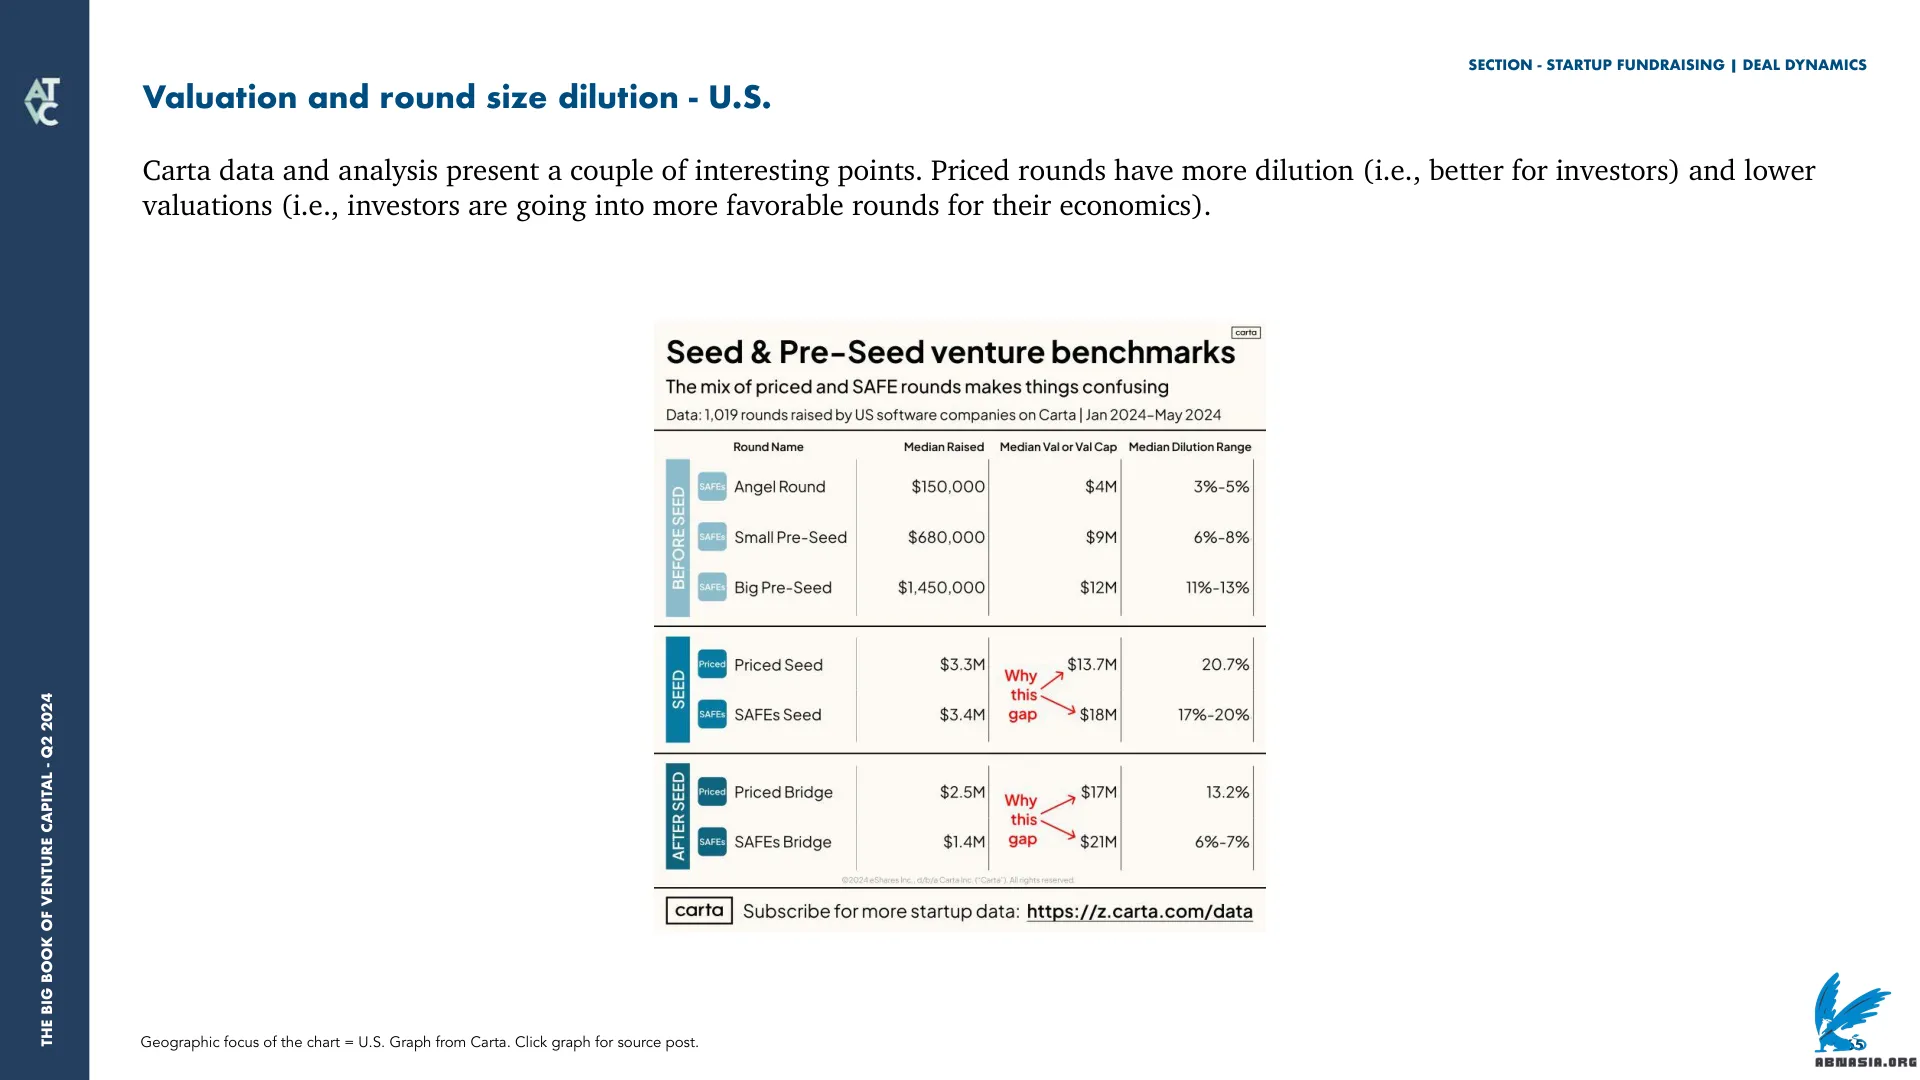 AT
VC
SECTION - STARTUP FUNDRAISING | DEAL DYNAMICS
Valuation and round size dilution - U.S.
Carta data and analysis present a couple of interesting points. Priced rounds have more dilution (i.e., better for investors) and lower
valuations (i.e., investors are going into more favorable rounds for their economics).
carta
Seed & Pre-Seed venture benchmarks
The mix of priced and SAFE rounds makes things confusing
Data: 1,019 rounds raised by US software companies on Carta | Jan 2024–May 2024
Round Name Median Raised Median Val or Val Cap Median Dilution Range
BEFORE SEED
SAFEs Angel Round $150,000 $4M 3%-5%
SAFEs Small Pre-Seed $680,000 $9M 6%-8%
SAFEs Big Pre-Seed $1,450,000 $12M 11%-13%
SEED
Priced Priced Seed $3.3M $13.7M 20.7%
Why
this
gap
SAFEs SAFEs Seed $3.4M $18M 17%-20%
AFTER SEED
Priced Priced Bridge $2.5M $17M 13.2%
Why
this
gap
SAFEs SAFEs Bridge $1.4M $21M 6%-7%
©2024 eShares Inc., d/b/a Carta Inc. ("Carta"). All rights reserved.
carta Subscribe for more startup data: https://z.carta.com/data
THE BIG BOOK OF VENTURE CAPITAL - Q2 2024
Geographic focus of the chart = U.S. Graph from Carta. Click graph for source post.
ABNASIA.ORG